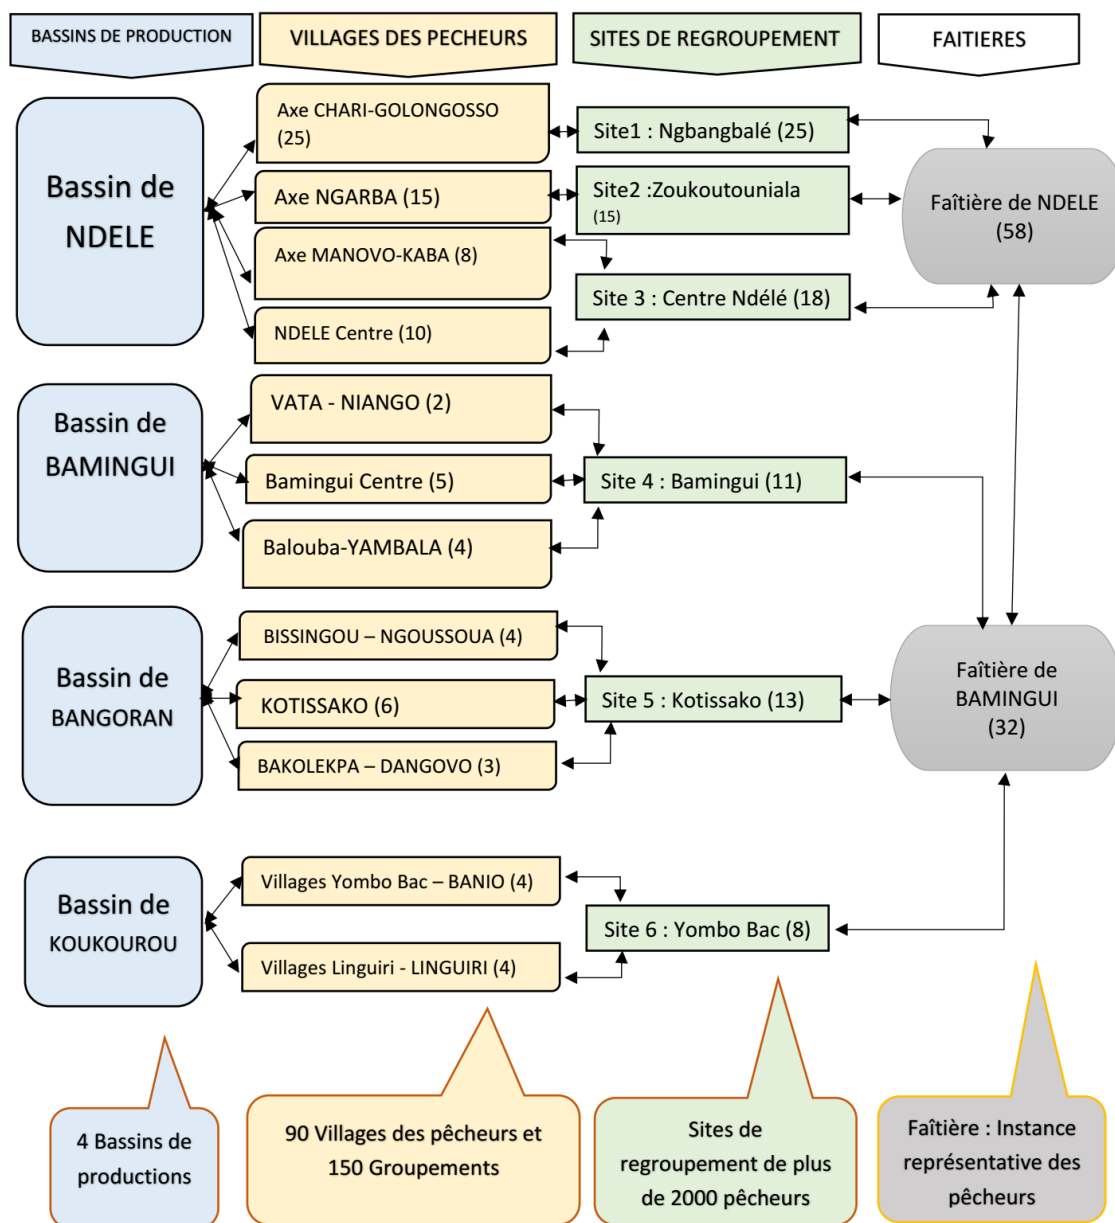 BASSINS DE PRODUCTION
VILLAGES DES PECHEURS
SITES DE REGROUPEMENT
FAITIERES
Bassin de
NDELE
Axe CHARI-GOLONGOSSO
(25)
Axe NGARBA (15)
Axe MANOVO-KABA (8)
NDELE Centre (10)
Site1 : Ngbangbalé (25)
Site2 :Zoukoutouniala
(15)
Site 3 : Centre Ndélé (18)
Faîtière de NDELE
(58)
Bassin de
BAMINGUI
VATA - NIANGO (2)
Bamingui Centre (5)
Balouba-YAMBALA (4)
Site 4 : Bamingui (11)
Bassin de
BANGORAN
BISSINGOU – NGOUSSOUA (4)
KOTISSAKO (6)
BAKOLEKPA – DANGOVO (3)
Site 5 : Kotissako (13)
Faîtière de
BAMINGUI
(32)
Bassin de
KOUKOUROU
Villages Yombo Bac – BANIO (4)
Villages Linguiri - LINGUIRI (4)
Site 6 : Yombo Bac (8)
4 Bassins de
productions
90 Villages des pêcheurs et
150 Groupements
Sites de
regroupement de plus
de 2000 pêcheurs
Faîtière : Instance
représentative des
pêcheurs